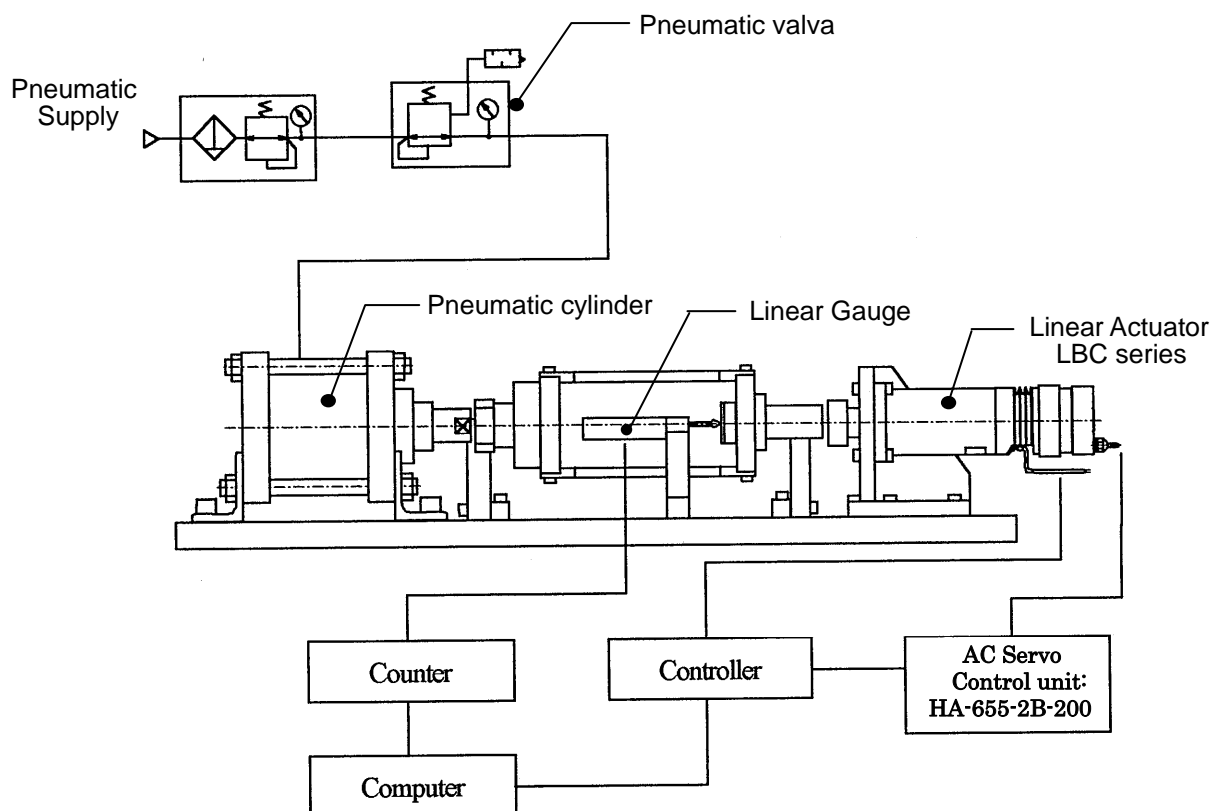 Pneumatic valva
Pneumatic
Supply
Pneumatic cylinder
Linear Gauge
Linear Actuator
LBC series
Counter
Controller
AC Servo
Control unit:
HA-655-2B-200
Computer